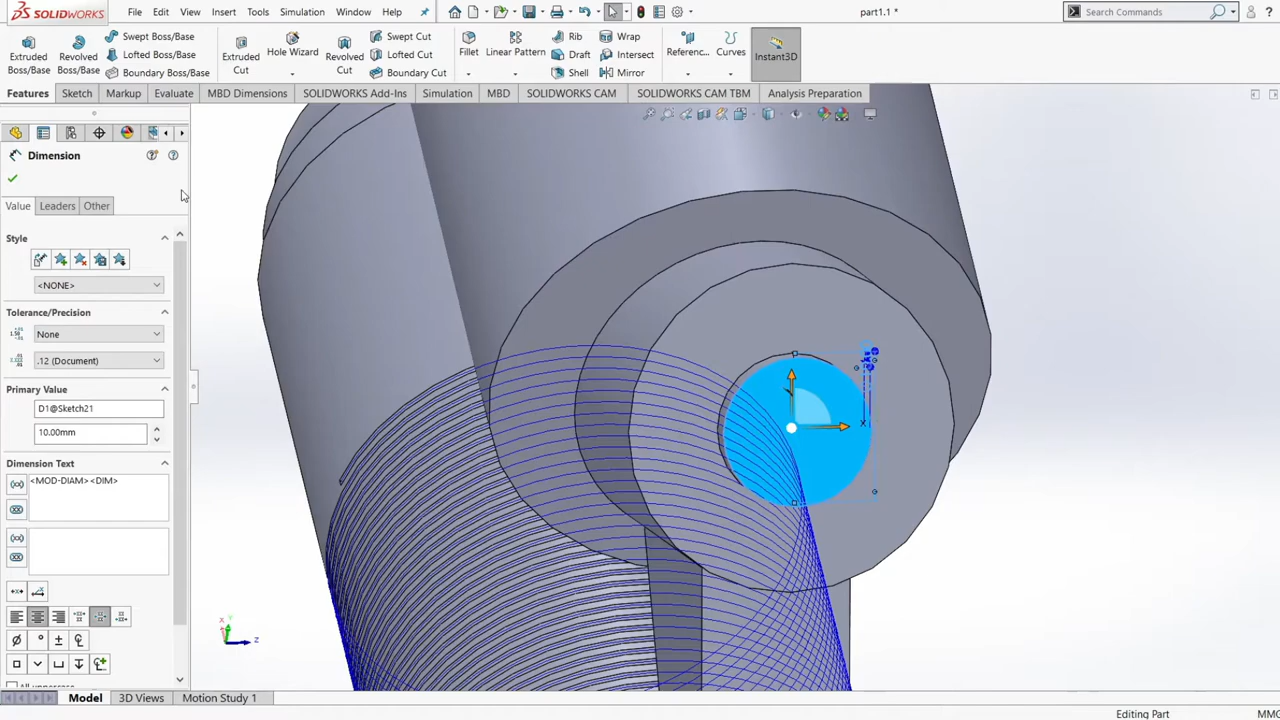 SOLIDWORKS File Edit View Insert Tools Simulation Window Help part1.1 * Search Commands
Extruded Boss/Base
Revolved Boss/Base
Swept Boss/Base
Lofted Boss/Base
Boundary Boss/Base
Extruded Cut
Hole Wizard
Revolved Cut
Swept Cut
Lofted Cut
Boundary Cut
Fillet
Linear Pattern
Rib
Draft
Shell
Wrap
Intersect
Mirror
Referenc...
Curves
Instant3D
Features Sketch Markup Evaluate MBD Dimensions SOLIDWORKS Add-Ins Simulation MBD SOLIDWORKS CAM SOLIDWORKS CAM TBM Analysis Preparation
Dimension
Value Leaders Other
Style
<NONE>
Tolerance/Precision
None
.12 (Document)
Primary Value
D1@Sketch21
10.00mm
Dimension Text
<MOD-DIAM><DIM>
x
Y
z
Model 3D Views Motion Study 1
Editing Part MMG